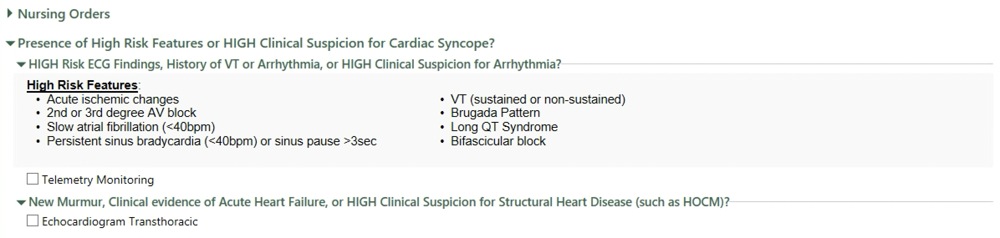 Nursing Orders
Presence of High Risk Features or HIGH Clinical Suspicion for Cardiac Syncope?
HIGH Risk ECG Findings, History of VT or Arrhythmia, or HIGH Clinical Suspicion for Arrhythmia?
High Risk Features:
• Acute ischemic changes
• 2nd or 3rd degree AV block
• Slow atrial fibrillation (<40bpm)
• Persistent sinus bradycardia (<40bpm) or sinus pause >3sec
• VT (sustained or non-sustained)
• Brugada Pattern
• Long QT Syndrome
• Bifascicular block
Telemetry Monitoring
New Murmur, Clinical evidence of Acute Heart Failure, or HIGH Clinical Suspicion for Structural Heart Disease (such as HOCM)?
Echocardiogram Transthoracic